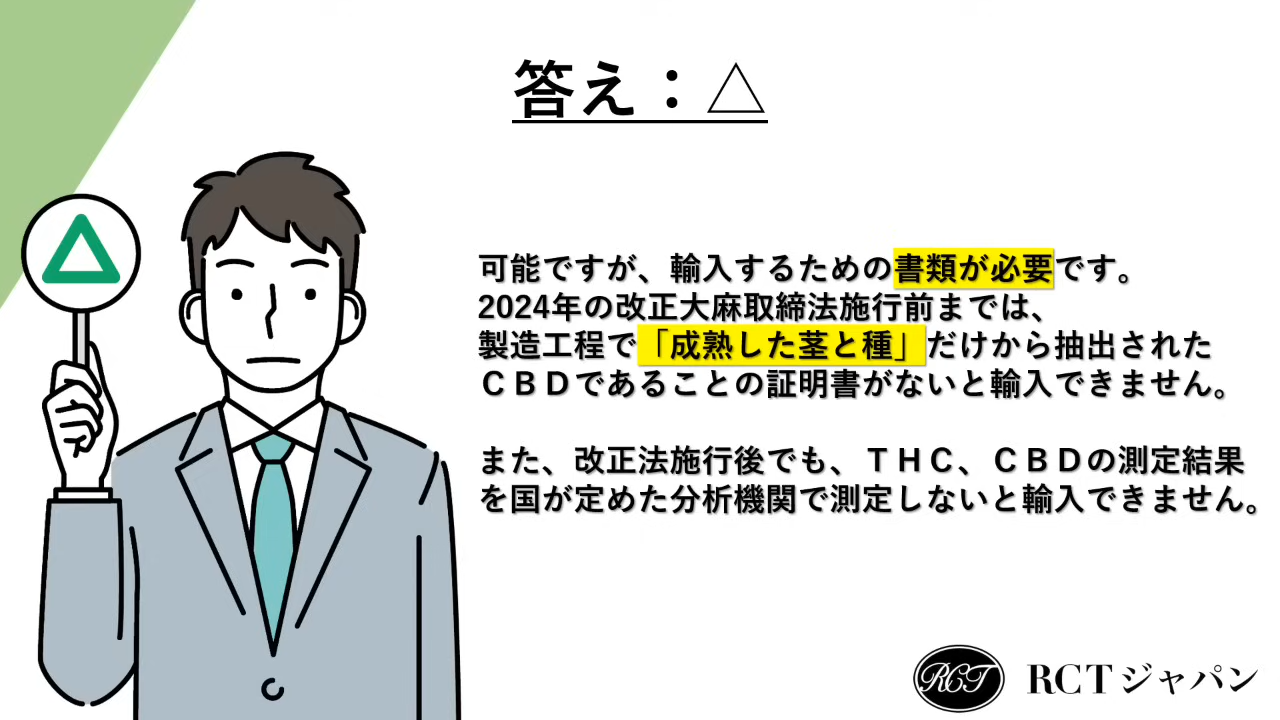 答え：△
可能ですが、輸入するための書類が必要です。
2024年の改正大麻取締法施行前までは、
製造工程で「成熟した茎と種」だけから抽出された
ＣＢＤであることの証明書がないと輸入できません。
また、改正法施行後でも、ＴＨＣ、ＣＢＤの測定結果
を国が定めた分析機関で測定しないと輸入できません。
RCT RCTジャパン